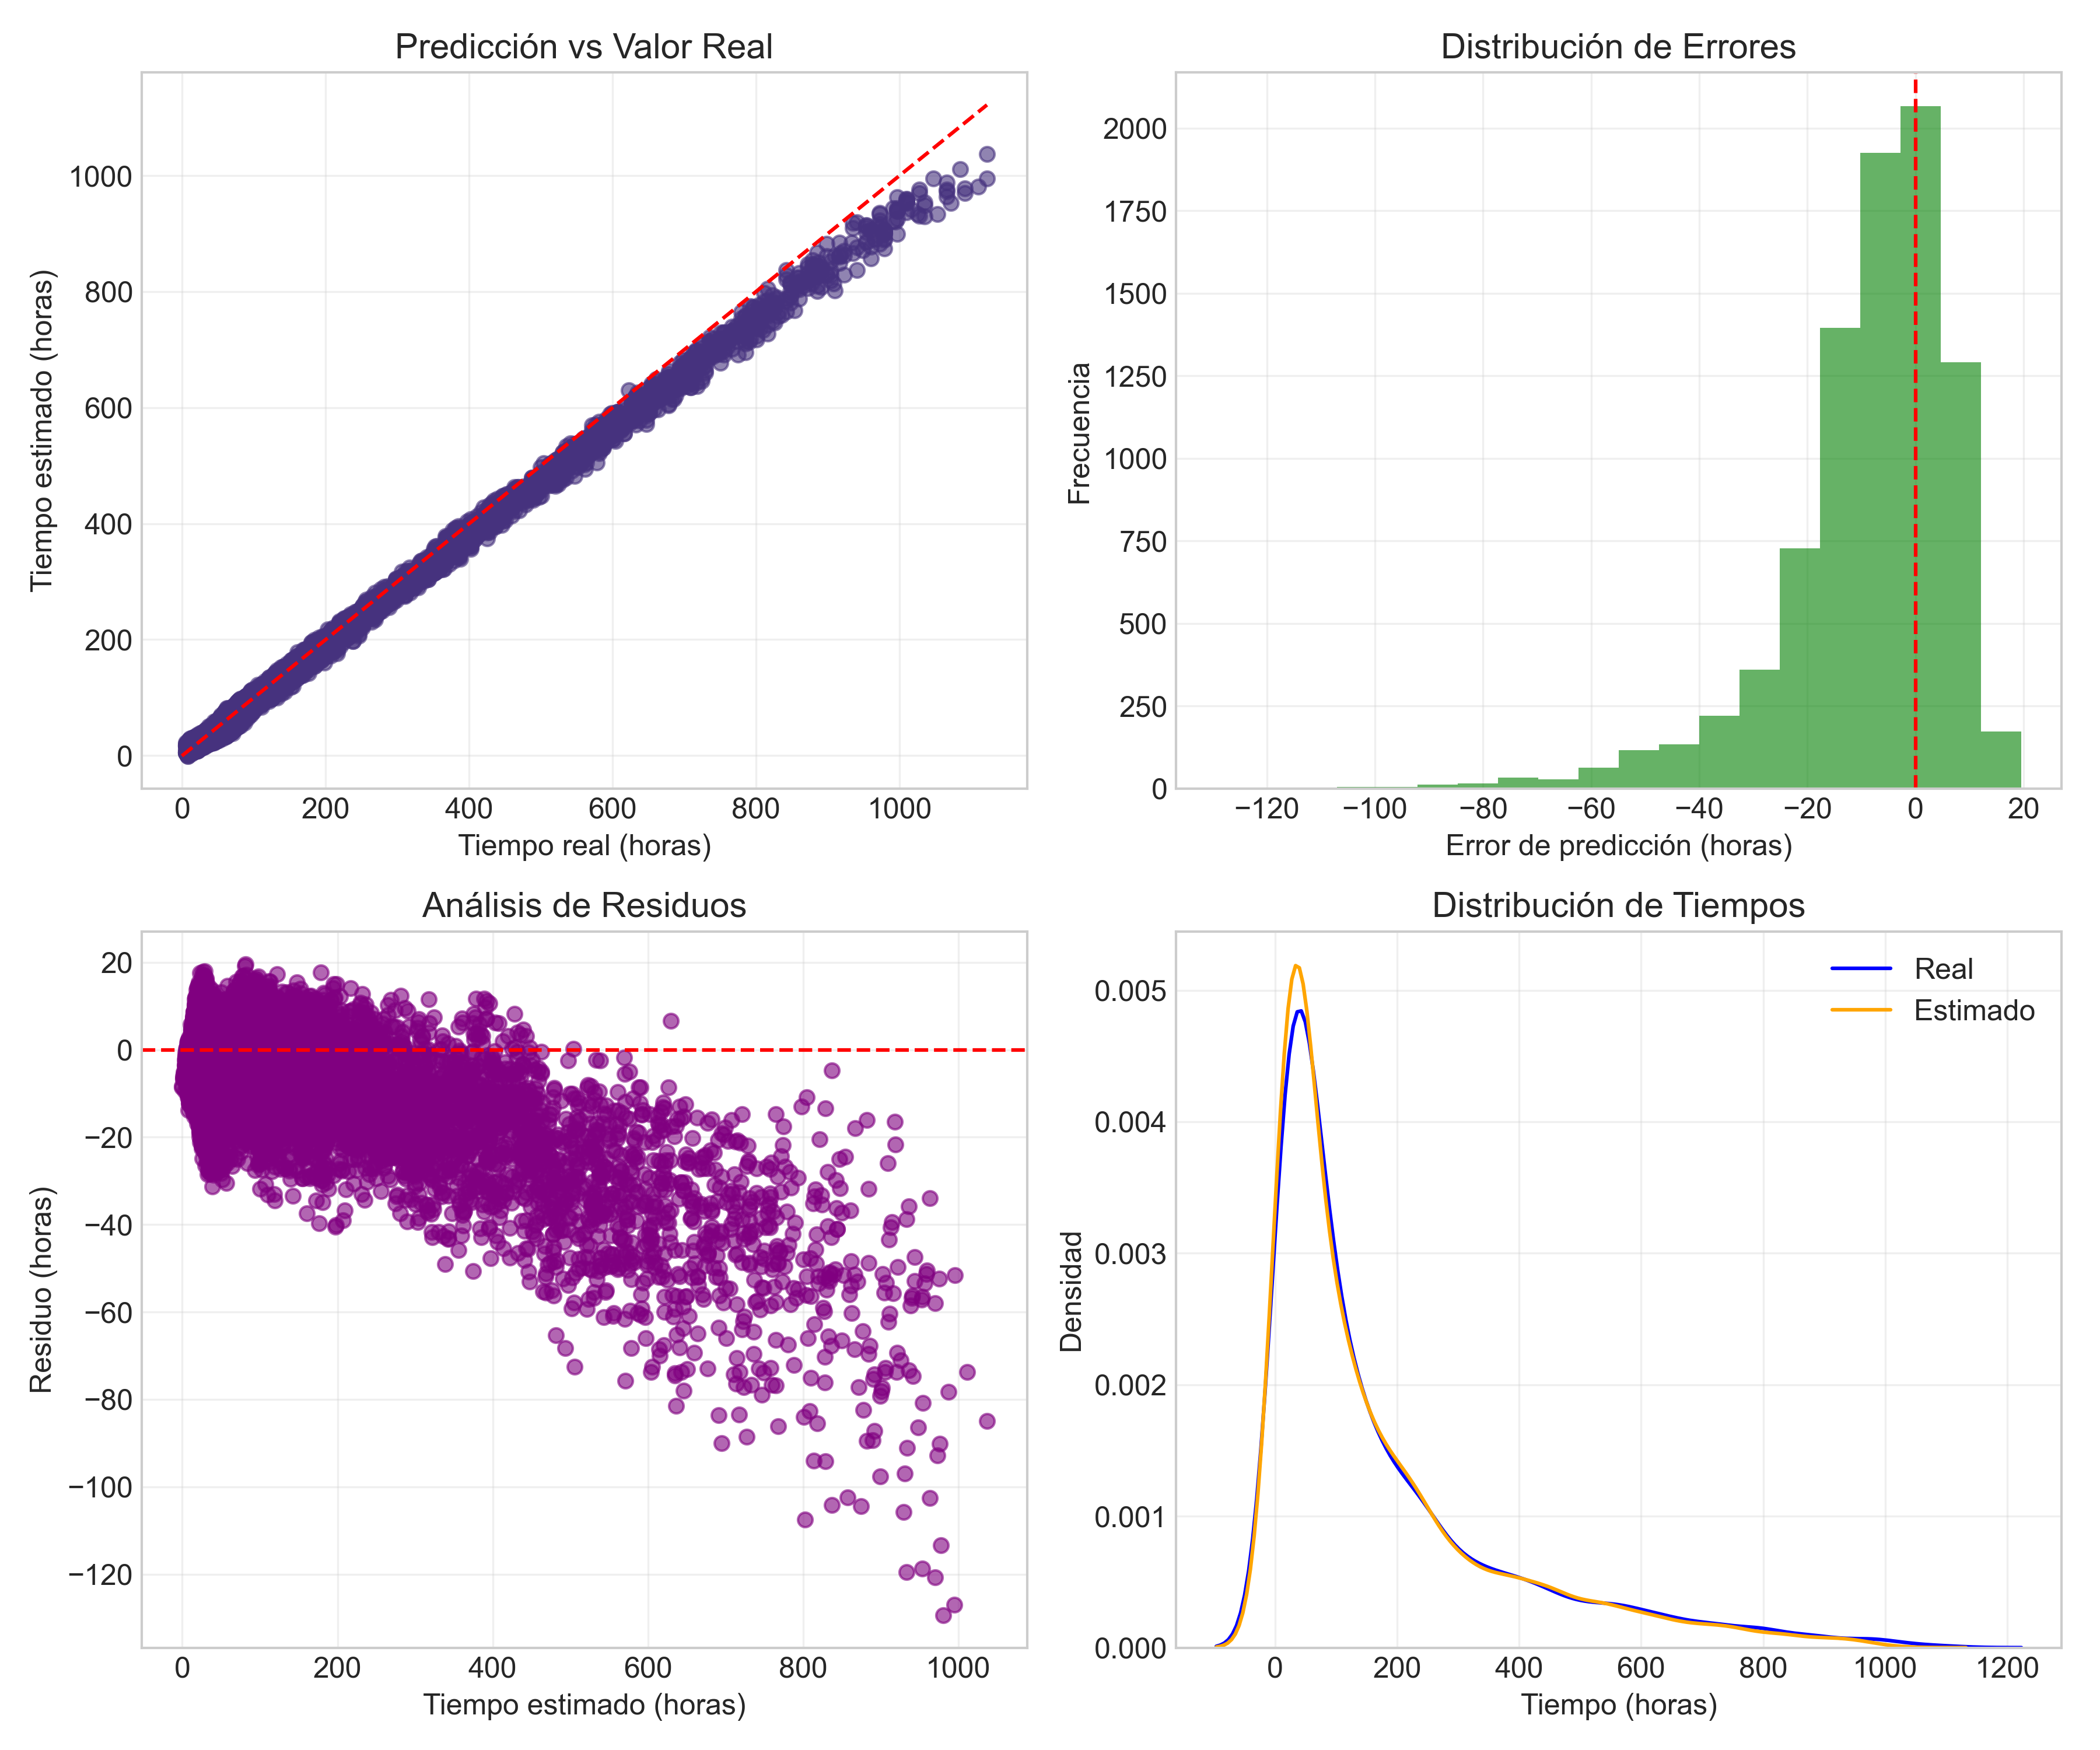 Predicción vs Valor Real
Tiempo estimado (horas)
1000
800
600
400
200
0
0 200 400 600 800 1000
Tiempo real (horas)
Distribución de Errores
Frecuencia
2000
1750
1500
1250
1000
750
500
250
0
−120 −100 −80 −60 −40 −20 0 20
Error de predicción (horas)
Análisis de Residuos
Residuo (horas)
20
0
−20
−40
−60
−80
−100
−120
0 200 400 600 800 1000
Tiempo estimado (horas)
Distribución de Tiempos
Real
Estimado
Densidad
0.005
0.004
0.003
0.002
0.001
0.000
0 200 400 600 800 1000 1200
Tiempo (horas)